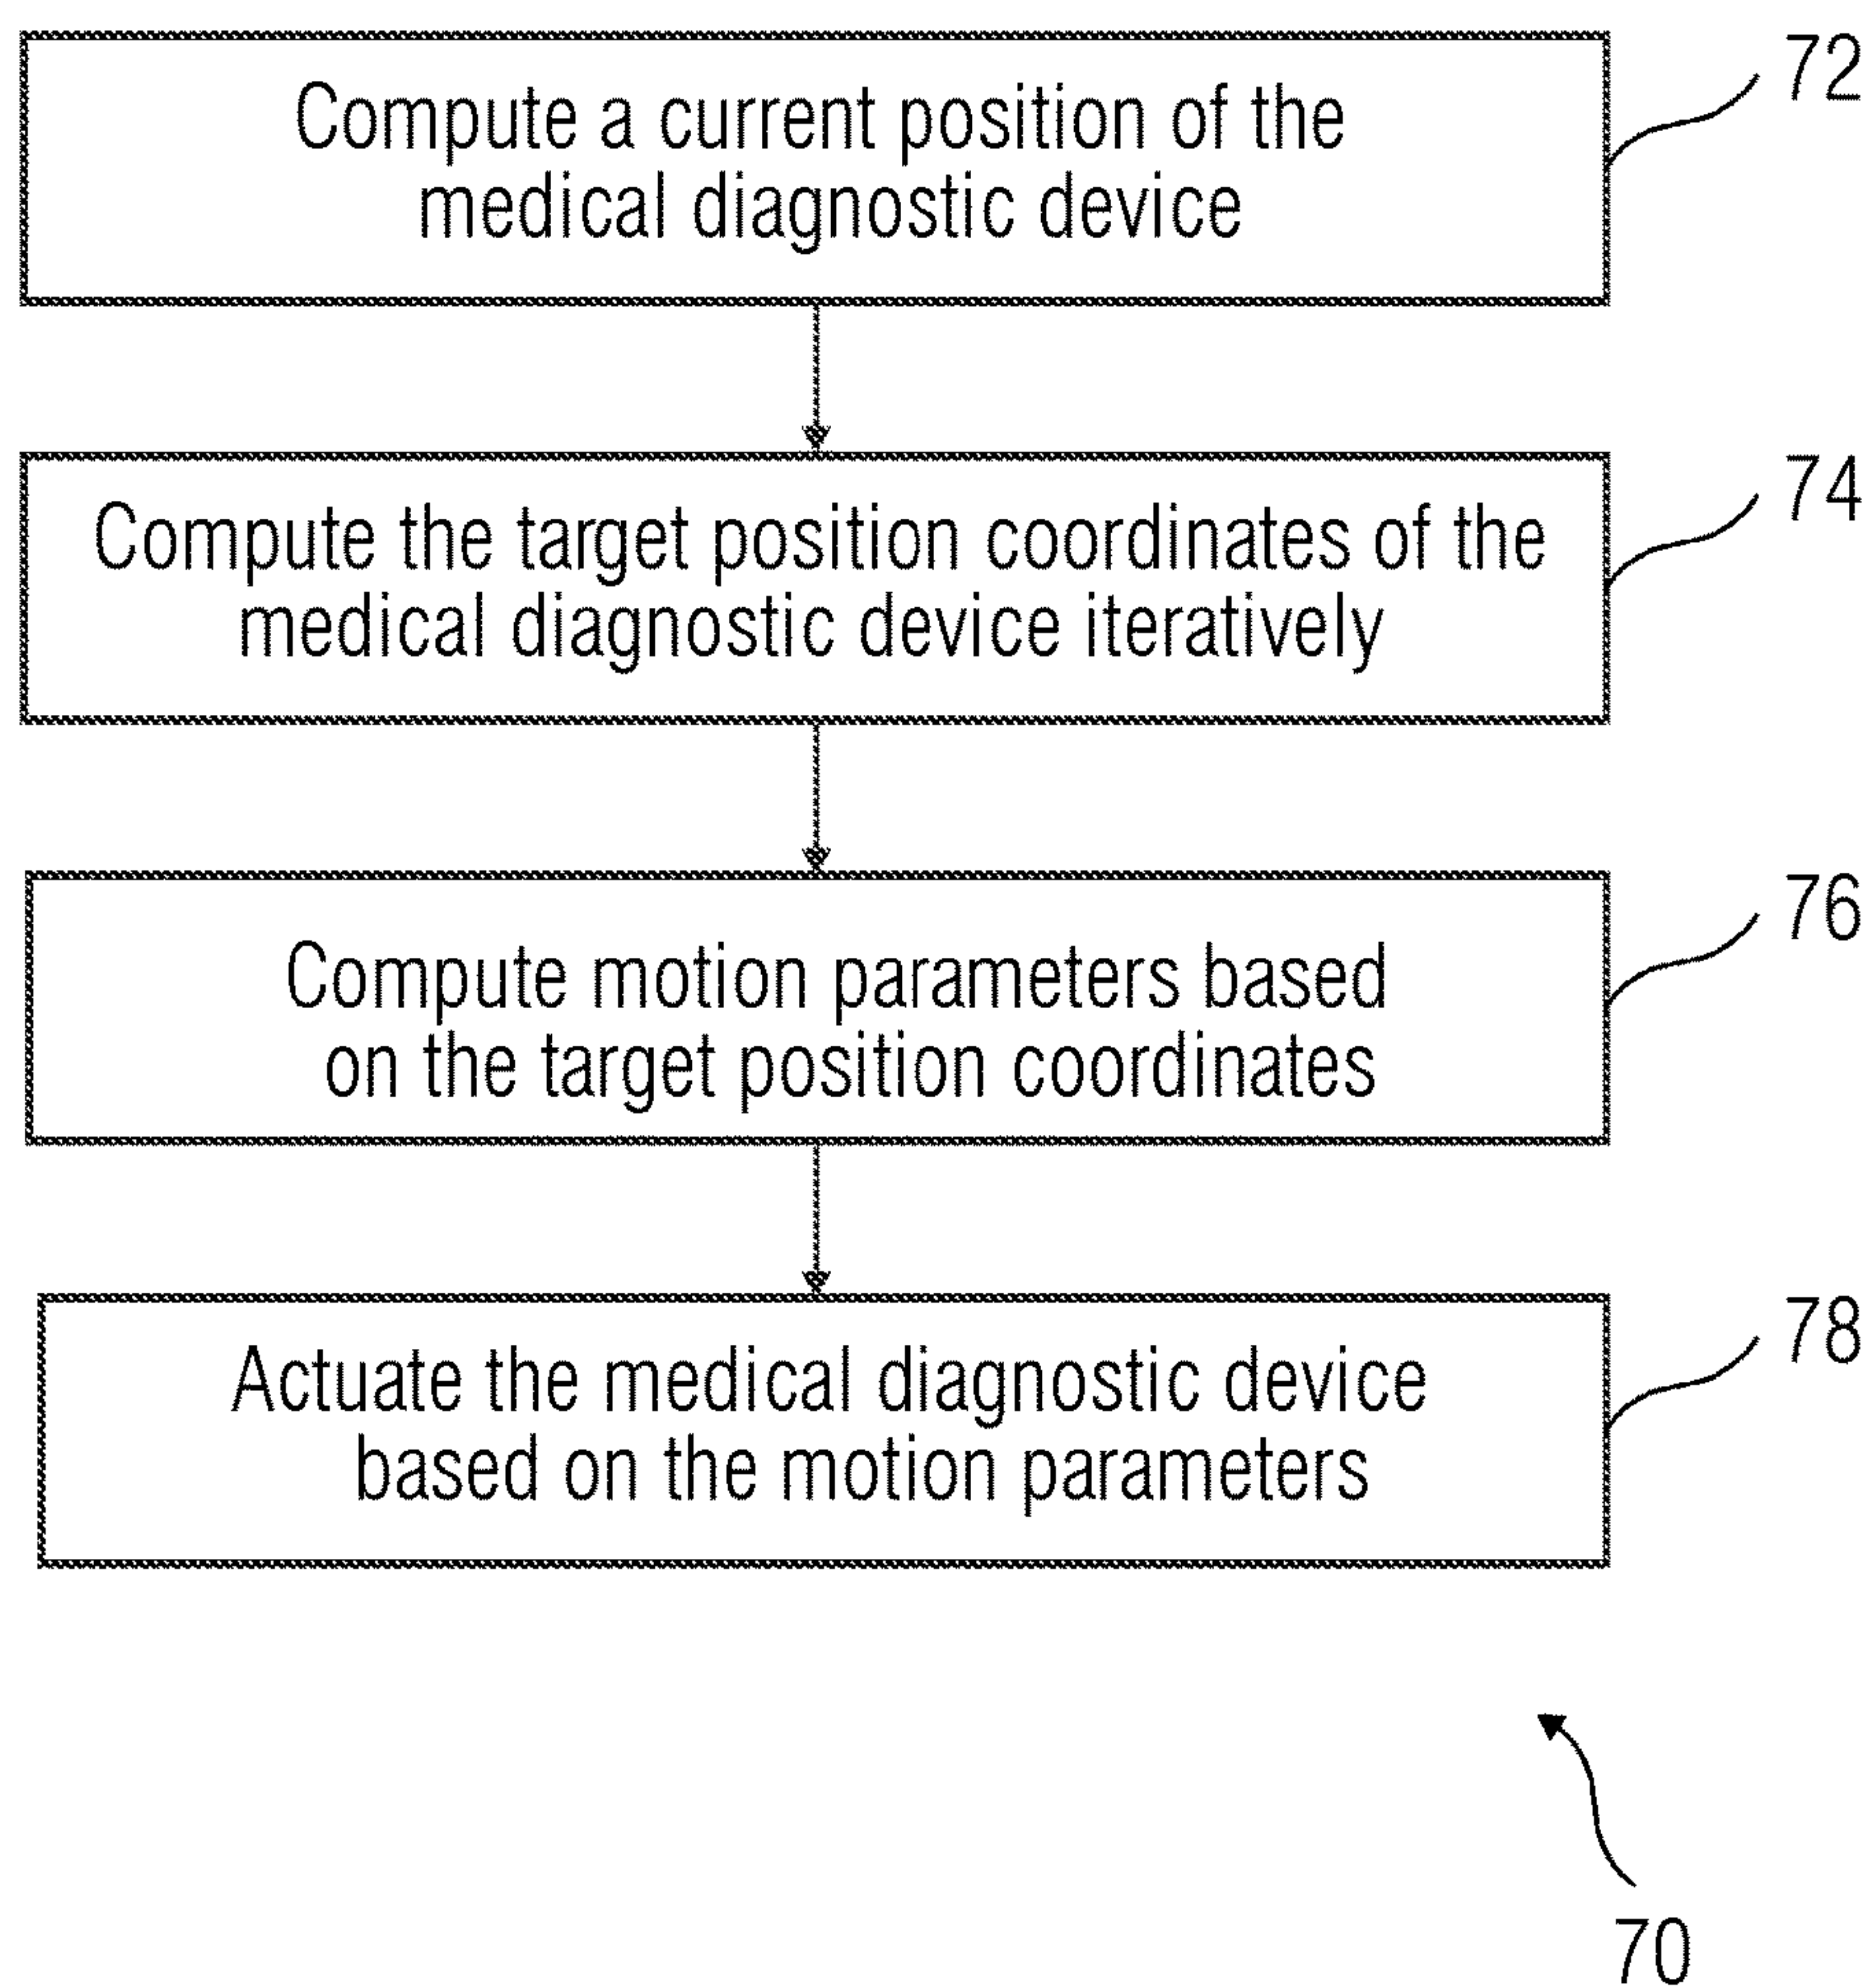 Compute a current position of the
medical diagnostic device
72
Compute the target position coordinates of the
medical diagnostic device iteratively
74
Compute motion parameters based
on the target position coordinates
76
Actuate the medical diagnostic device
based on the motion parameters
78
70